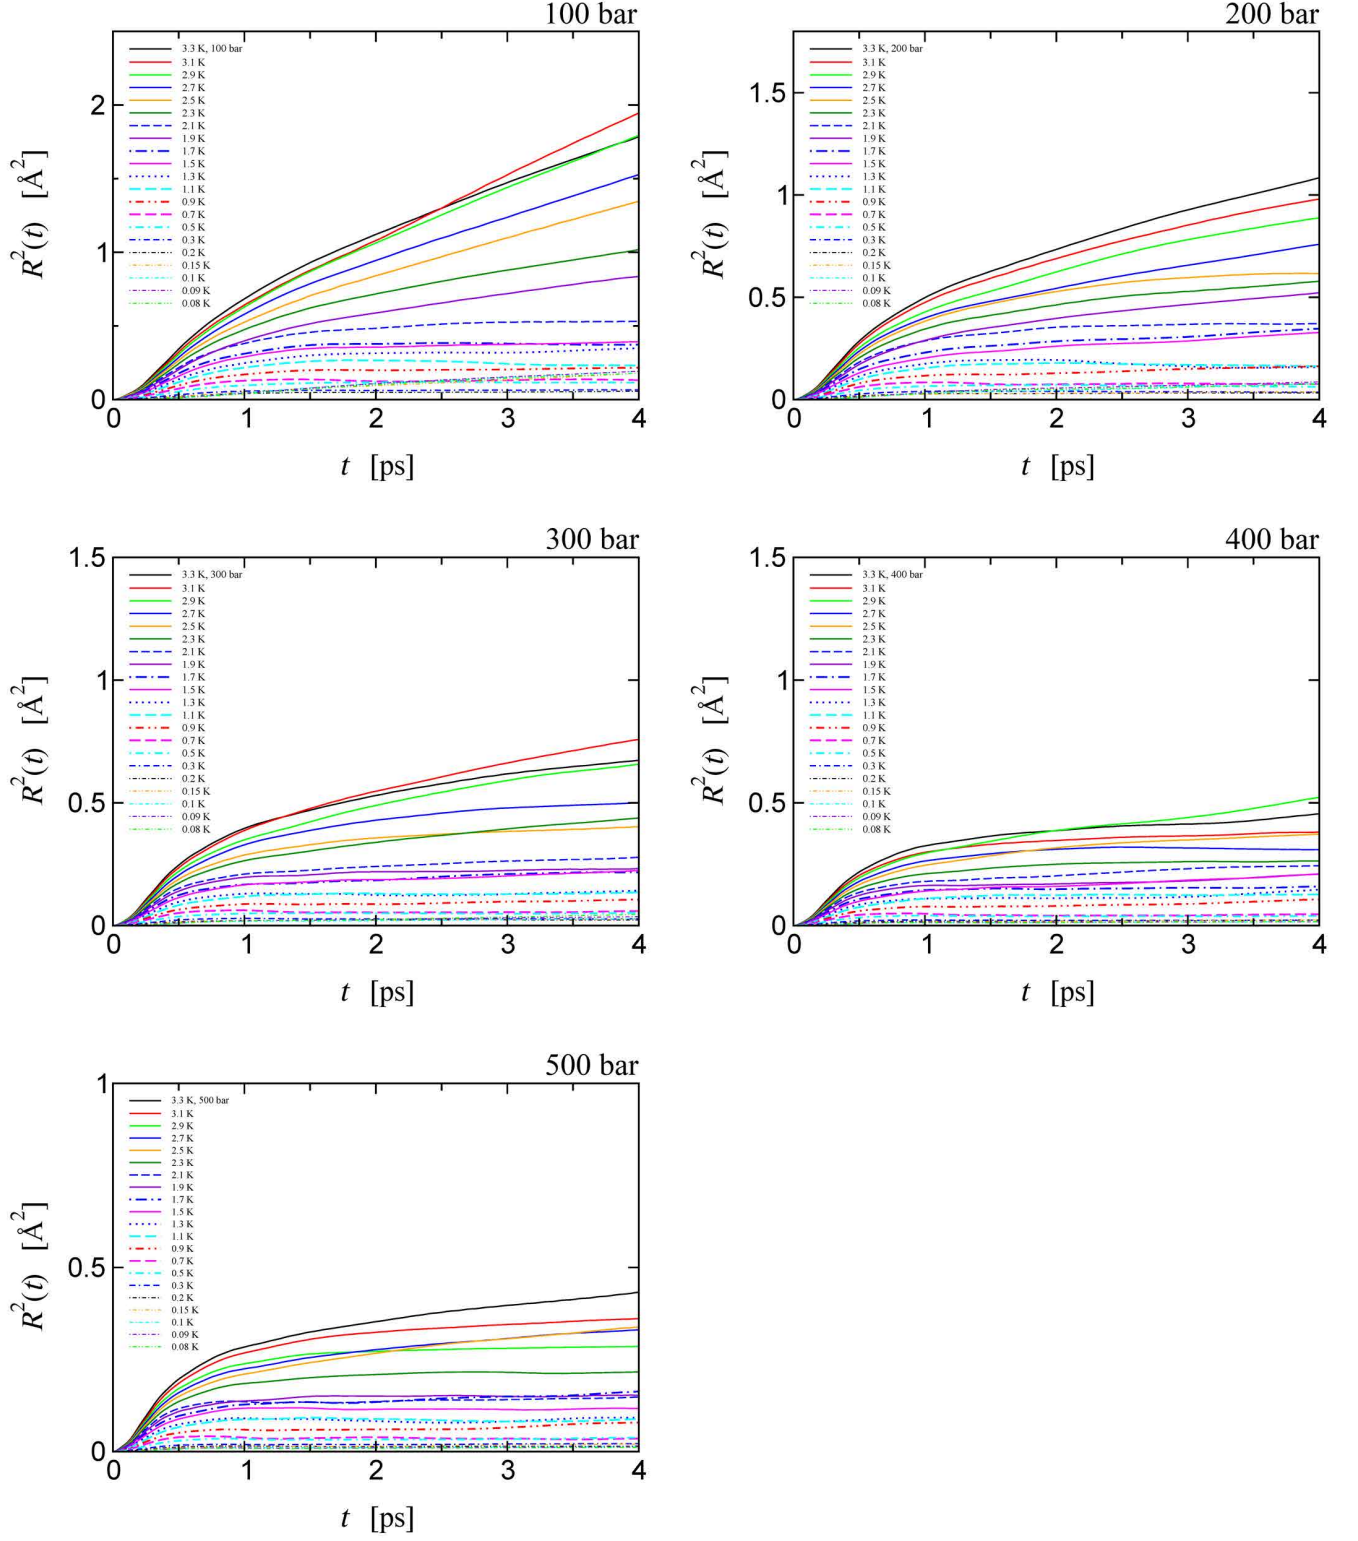 100 bar
R²(t) [Å²]
2
1
0
3.3 K, 100 bar
3.1 K
2.9 K
2.7 K
2.5 K
2.3 K
2.1 K
1.9 K
1.7 K
1.5 K
1.3 K
1.1 K
0.9 K
0.7 K
0.5 K
0.3 K
0.2 K
0.15 K
0.1 K
0.09 K
0.08 K
0 1 2 3 4
t [ps]
200 bar
R²(t) [Å²]
1.5
1
0.5
0
3.3 K, 200 bar
3.1 K
2.9 K
2.7 K
2.5 K
2.3 K
2.1 K
1.9 K
1.7 K
1.5 K
1.3 K
1.1 K
0.9 K
0.7 K
0.5 K
0.3 K
0.2 K
0.15 K
0.1 K
0.09 K
0.08 K
0 1 2 3 4
t [ps]
300 bar
R²(t) [Å²]
1.5
1
0.5
0
3.3 K, 300 bar
3.1 K
2.9 K
2.7 K
2.5 K
2.3 K
2.1 K
1.9 K
1.7 K
1.5 K
1.3 K
1.1 K
0.9 K
0.7 K
0.5 K
0.3 K
0.2 K
0.15 K
0.1 K
0.09 K
0.08 K
0 1 2 3 4
t [ps]
400 bar
R²(t) [Å²]
1.5
1
0.5
0
3.3 K, 400 bar
3.1 K
2.9 K
2.7 K
2.5 K
2.3 K
2.1 K
1.9 K
1.7 K
1.5 K
1.3 K
1.1 K
0.9 K
0.7 K
0.5 K
0.3 K
0.2 K
0.15 K
0.1 K
0.09 K
0.08 K
0 1 2 3 4
t [ps]
500 bar
R²(t) [Å²]
1
0.5
0
3.3 K, 500 bar
3.1 K
2.9 K
2.7 K
2.5 K
2.3 K
2.1 K
1.9 K
1.7 K
1.5 K
1.3 K
1.1 K
0.9 K
0.7 K
0.5 K
0.3 K
0.2 K
0.15 K
0.1 K
0.09 K
0.08 K
0 1 2 3 4
t [ps]